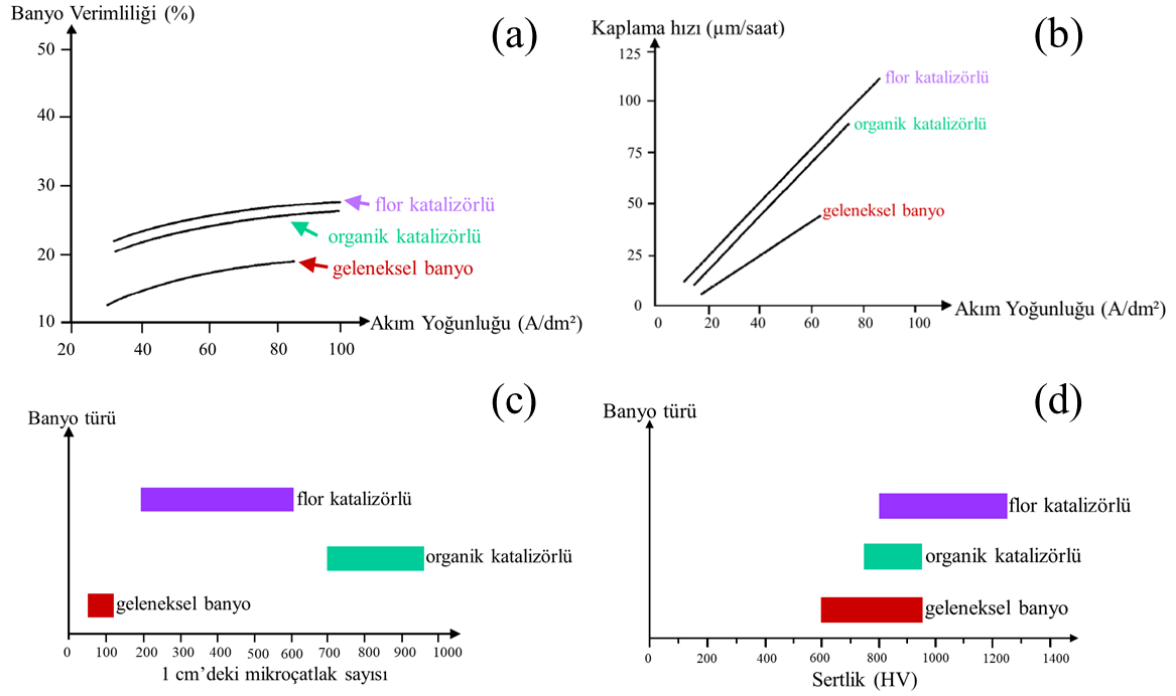 Banyo Verimliliği (%)
(a)
50
40
30
20
10
flor katalizörlü
organik katalizörlü
geleneksel banyo
20 40 60 80 100
Akım Yoğunluğu (A/dm²)
Kaplama hızı (µm/saat)
(b)
125
100
75
50
25
0
flor katalizörlü
organik katalizörlü
geleneksel banyo
0 20 40 60 80 100
Akım Yoğunluğu (A/dm²)
Banyo türü
(c)
flor katalizörlü
organik katalizörlü
geleneksel banyo
0 100 200 300 400 500 600 700 800 900 1000
1 cm’deki mikroçatlak sayısı
Banyo türü
(d)
flor katalizörlü
organik katalizörlü
geleneksel banyo
0 200 400 600 800 1000 1200 1400
Sertlik (HV)